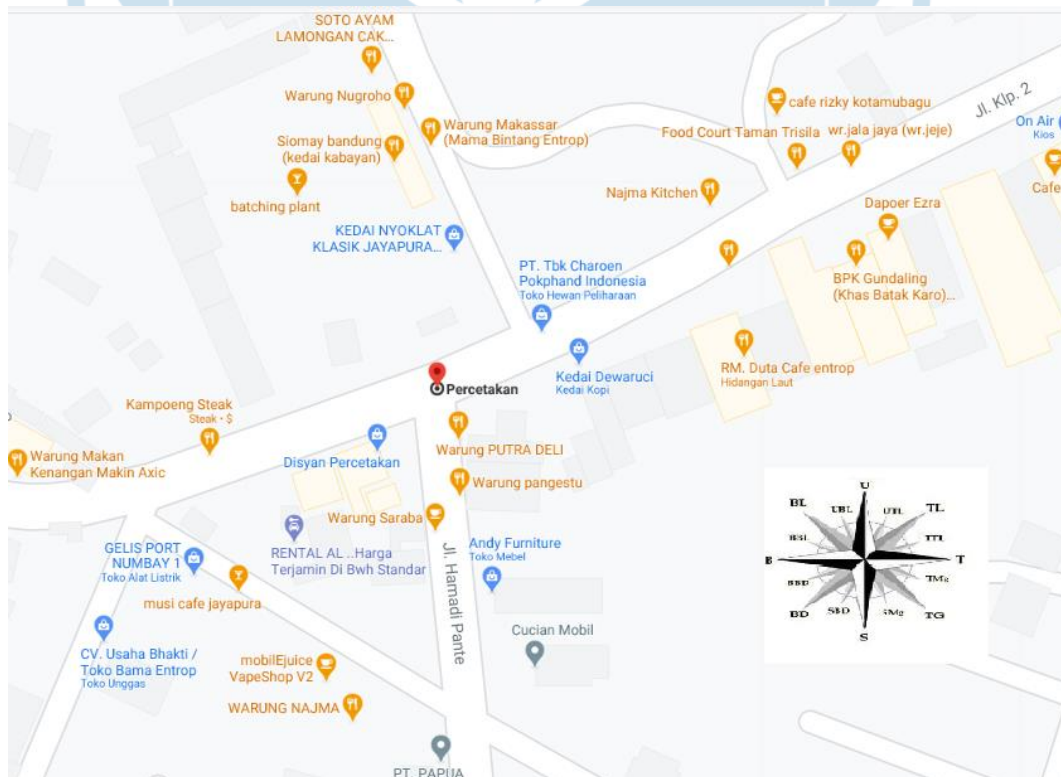 SOTO AYAM
LAMONGAN CAK...
Warung Nugroho
Warung Makassar
(Mama Bintang Entrop)
Siomay bandung
(kedai kabayan)
batching plant
KEDAI NYOKLAT
KLASIK JAYAPURA...
cafe rizky kotamubagu
Jl. Klp. 2
Food Court Taman Trisila
wr.jala jaya (wr.jeje)
On Air (
Kios
Cafe
Najma Kitchen
Dapoer Ezra
PT. Tbk Charoen
Pokphand Indonesia
Toko Hewan Peliharaan
BPK Gundaling
(Khas Batak Karo)...
Kedai Dewaruci
Kedai Kopi
RM. Duta Cafe entrop
Hidangan Laut
Percetakan
Kampoeng Steak
Steak · $
Warung Makan
Kenangan Makin Axic
Disyan Percetakan
Warung PUTRA DELI
Warung pangestu
Warung Saraba
RENTAL AL ..Harga
Terjamin Di Bwh Standar
GELIS PORT
NUMBAY 1
Toko Alat Listrik
musi cafe jayapura
Andy Furniture
Toko Mebel
Jl. Hamadi Pante
Cucian Mobil
CV. Usaha Bhakti /
Toko Bama Entrop
Toko Unggas
mobilEjuice
VapeShop V2
WARUNG NAJMA
PT. PAPUA
U
BL
UBL
UTL
TL
TTL
B
T
BBD
BD
SBD
S
TG